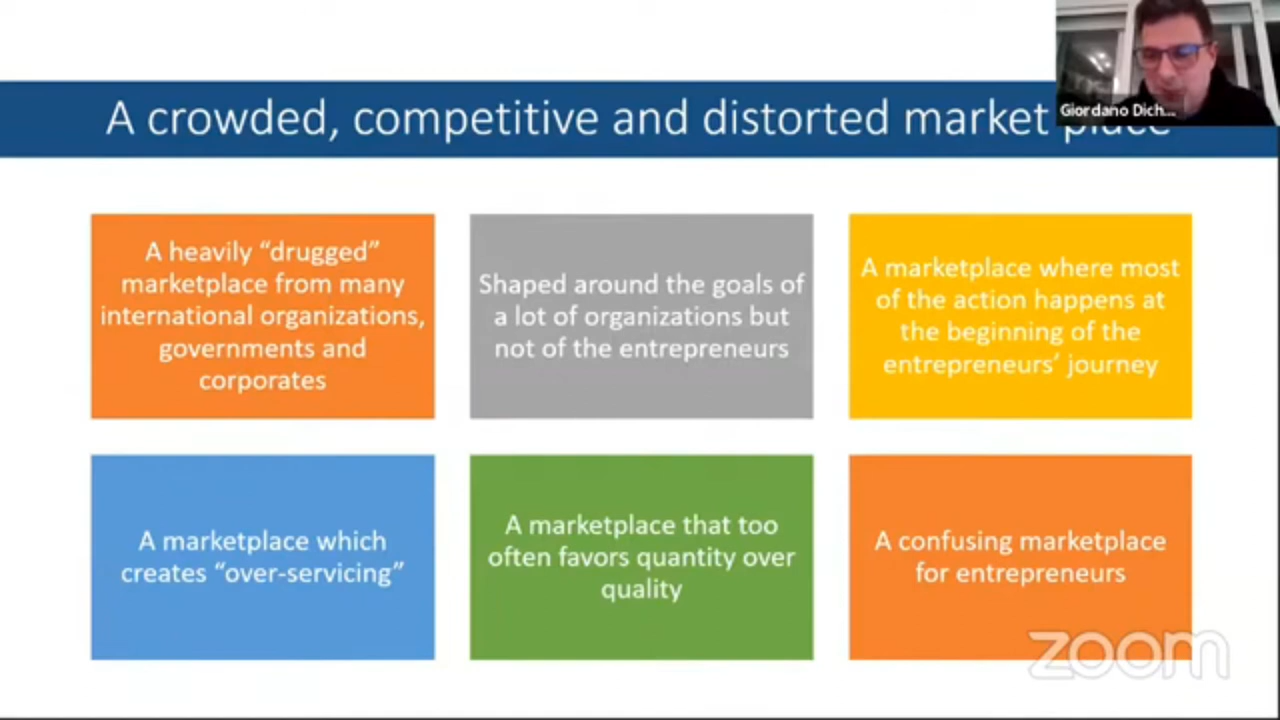 A crowded, competitive and distorted market place
Giordano Dich...
A heavily “drugged”
marketplace from many
international organizations,
governments and
corporates
Shaped around the goals of
a lot of organizations but
not of the entrepreneurs
A marketplace where most
of the action happens at
the beginning of the
entrepreneurs’ journey
A marketplace which
creates “over-servicing”
A marketplace that too
often favors quantity over
quality
A confusing marketplace
for entrepreneurs
zoom